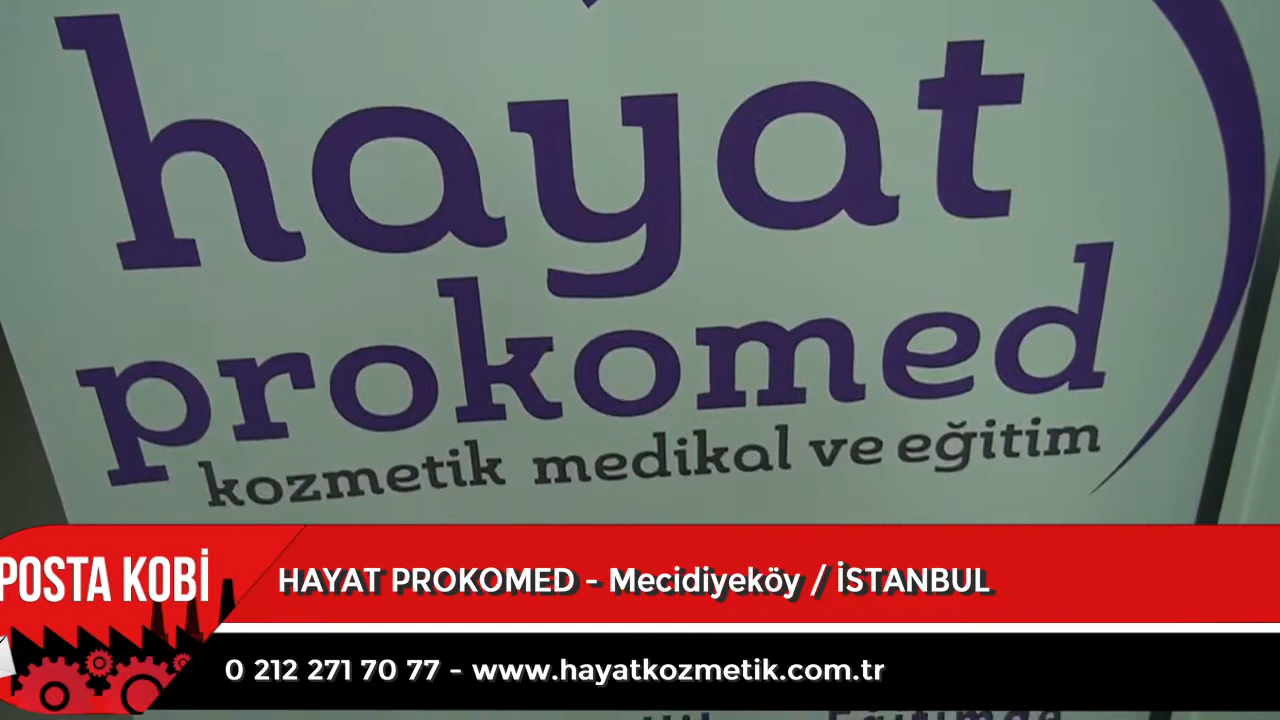 hayat
prokomed
kozmetik medikal ve eğitim
POSTA KOBİ
HAYAT PROKOMED - Mecidiyeköy / İSTANBUL
0 212 271 70 77 - www.hayatkozmetik.com.tr